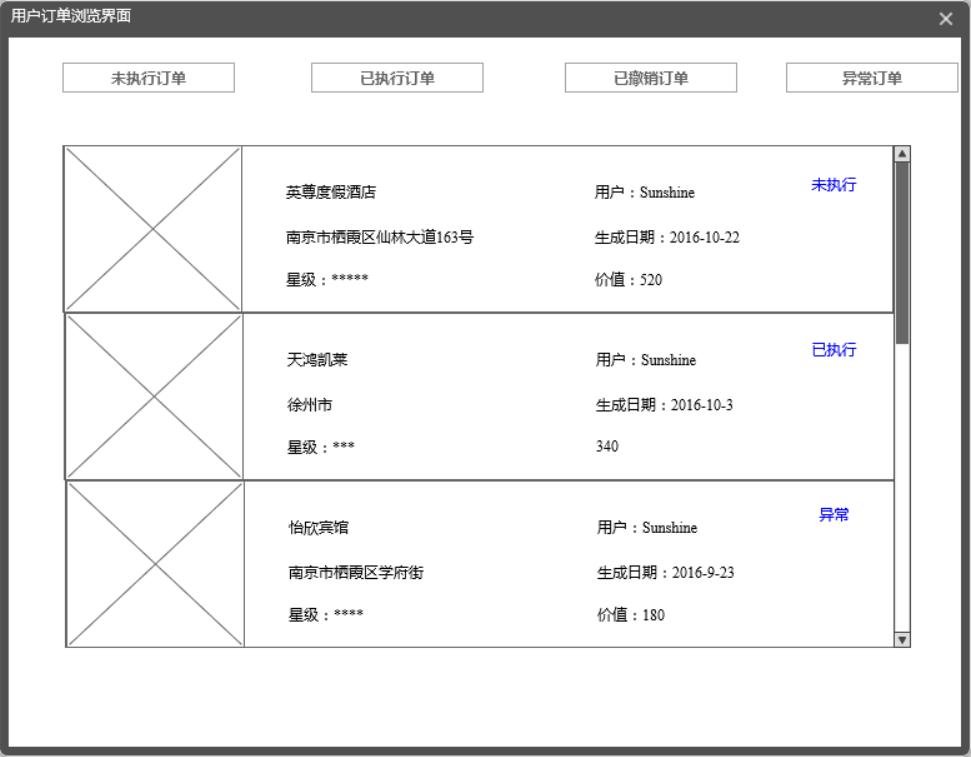 用户订单浏览界面
未执行订单 已执行订单 已撤销订单 异常订单
英尊度假酒店 用户：Sunshine 未执行
南京市栖霞区仙林大道163号 生成日期：2016-10-22
星级：***** 价值：520
天鸿凯莱 用户：Sunshine 已执行
徐州市 生成日期：2016-10-3
星级：*** 340
怡欣宾馆 用户：Sunshine 异常
南京市栖霞区学府街 生成日期：2016-9-23
星级：**** 价值：180